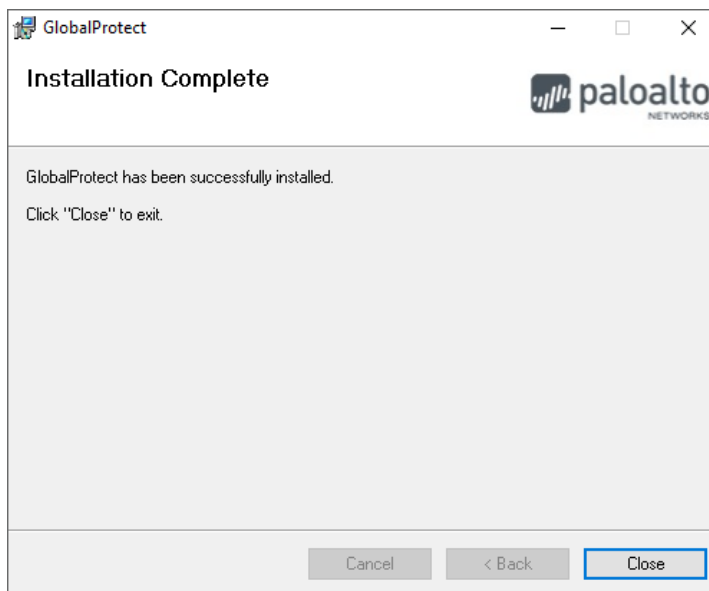 GlobalProtect
Installation Complete
paloalto
NETWORKS
GlobalProtect has been successfully installed.
Click "Close" to exit.
Cancel
< Back
Close